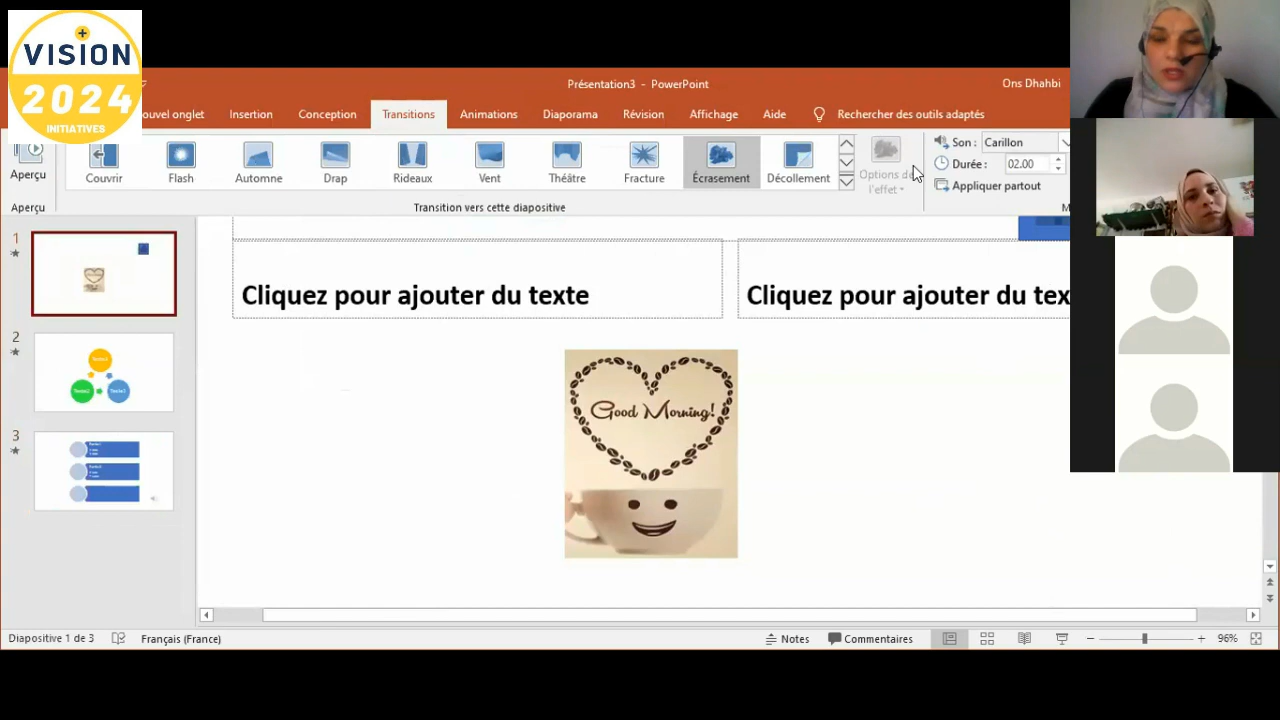 VISION
2024
INITIATIVES
Présentation3 - PowerPoint
Ons Dhahbi
ouvel onglet
Insertion
Conception
Transitions
Animations
Diaporama
Révision
Affichage
Aide
Rechercher des outils adaptés
Aperçu
Couvrir
Flash
Automne
Drap
Rideaux
Vent
Théâtre
Fracture
Écrasement
Décollement
Options de
l'effet
Son : Carillon
Durée : 02.00
Appliquer partout
Aperçu
Transition vers cette diapositive
M
1
2
3
Cliquez pour ajouter du texte
Cliquez pour ajouter du tex
Good Morning!
Diapositive 1 de 3
Français (France)
Notes
Commentaires
96%